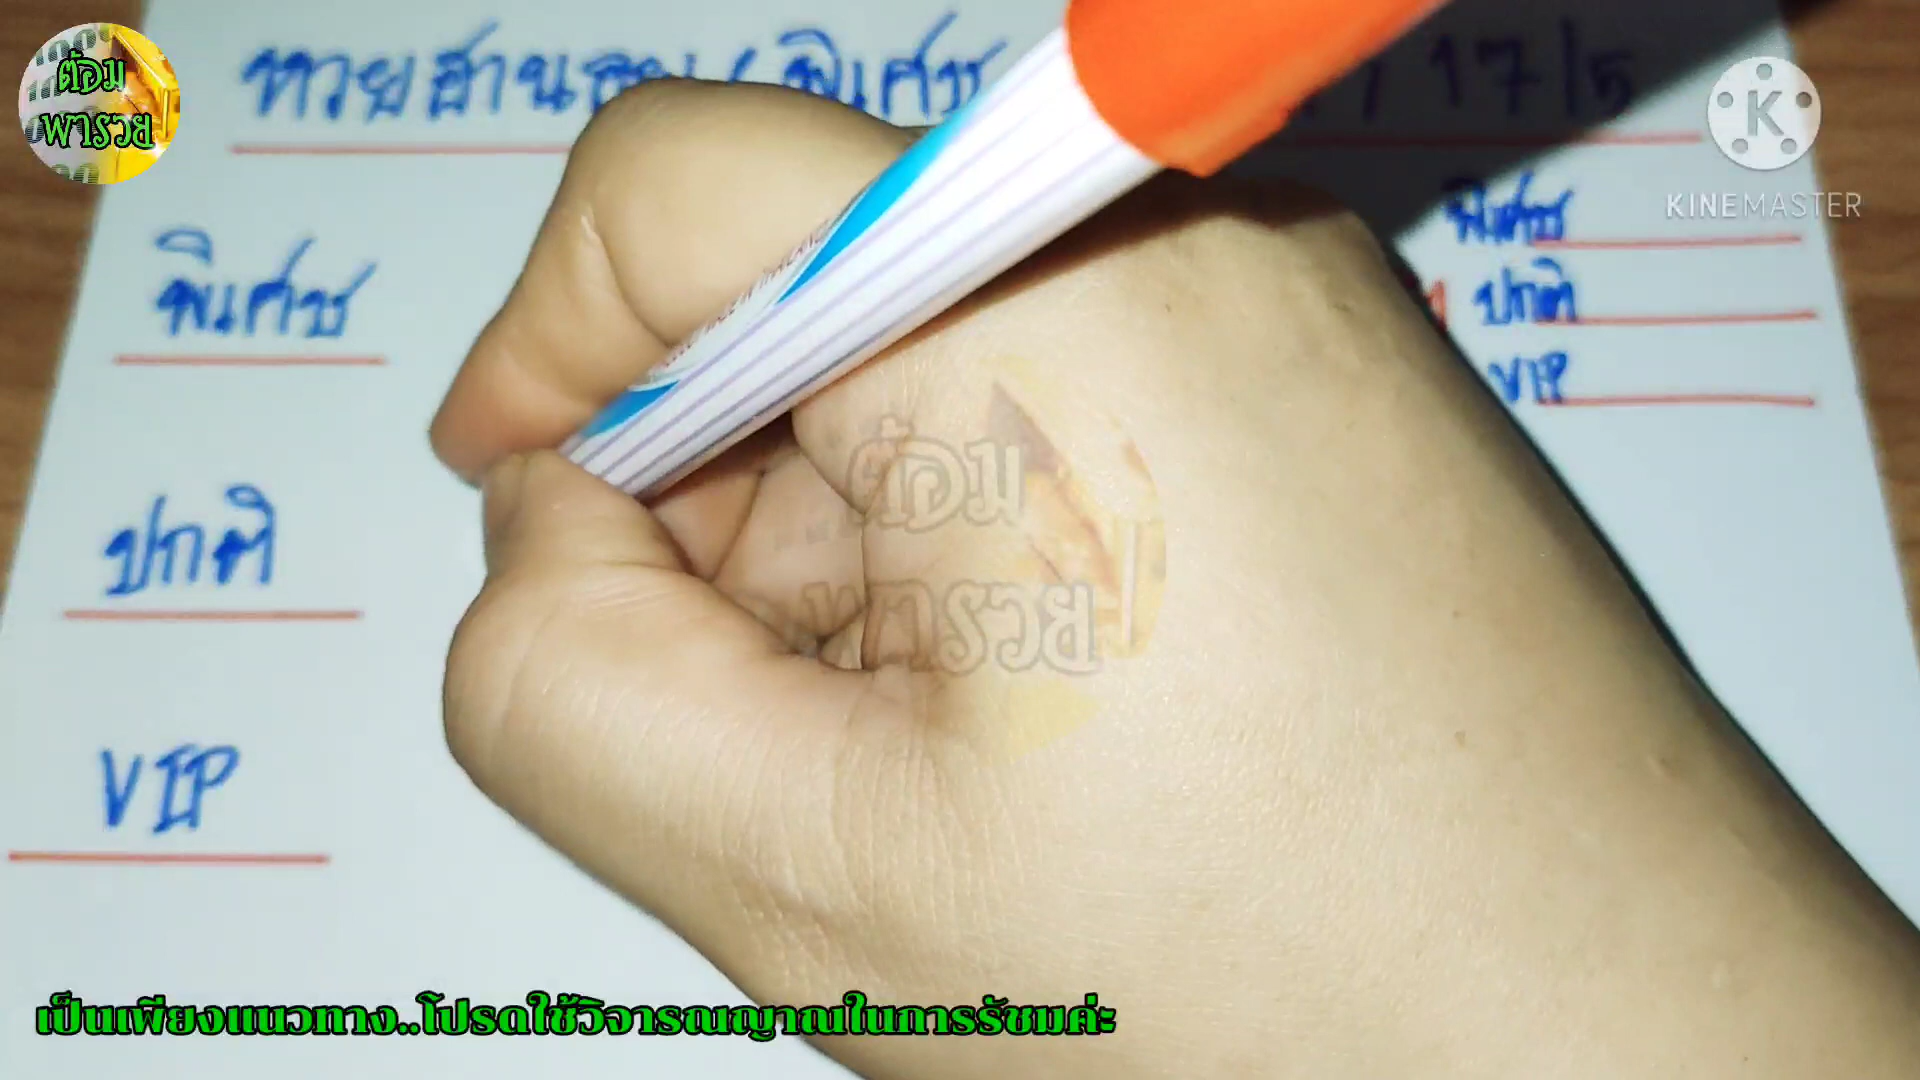 ต้อม
พารวย
หวยฮานอย / พิเศษ / 17/5
KINEMASTER
พิเศษ
พิเศษ
ปกติ
VIP
ต้อม
พารวย
ปกติ
VIP
เป็นเพียงแนวทาง..โปรดใช้วิจารณญาณในการรัชมค่ะ